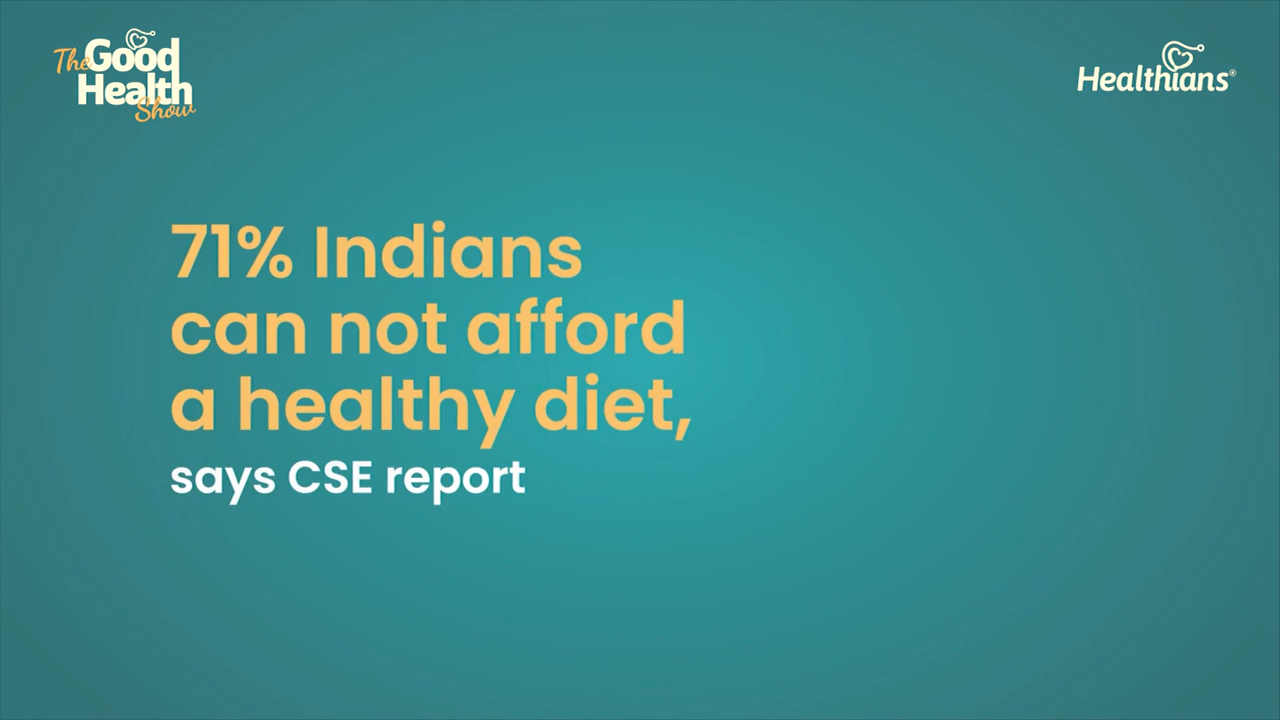 The Good
Health
Show
Healthians®
71% Indians
can not afford
a healthy diet,
says CSE report